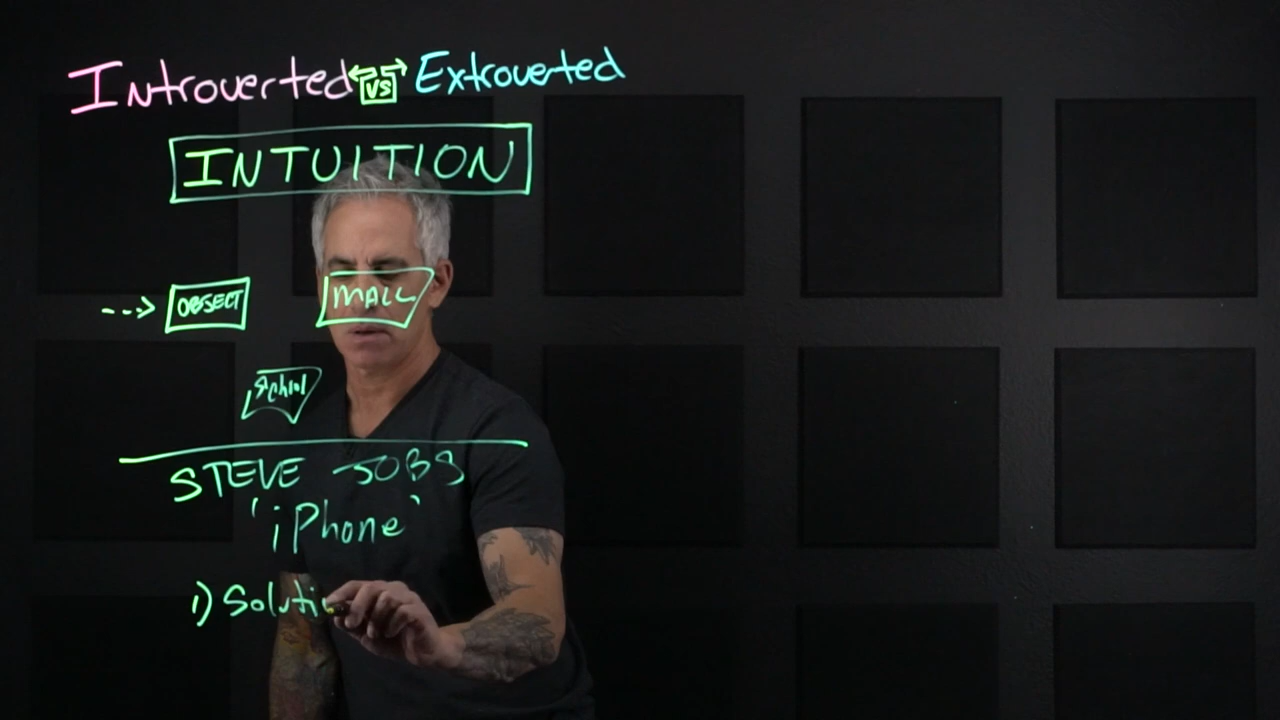 Introverted VS Extroverted
INTUITION
OBJECT MALL
School
STEVE JOBS
'iPhone'
1) Soluti